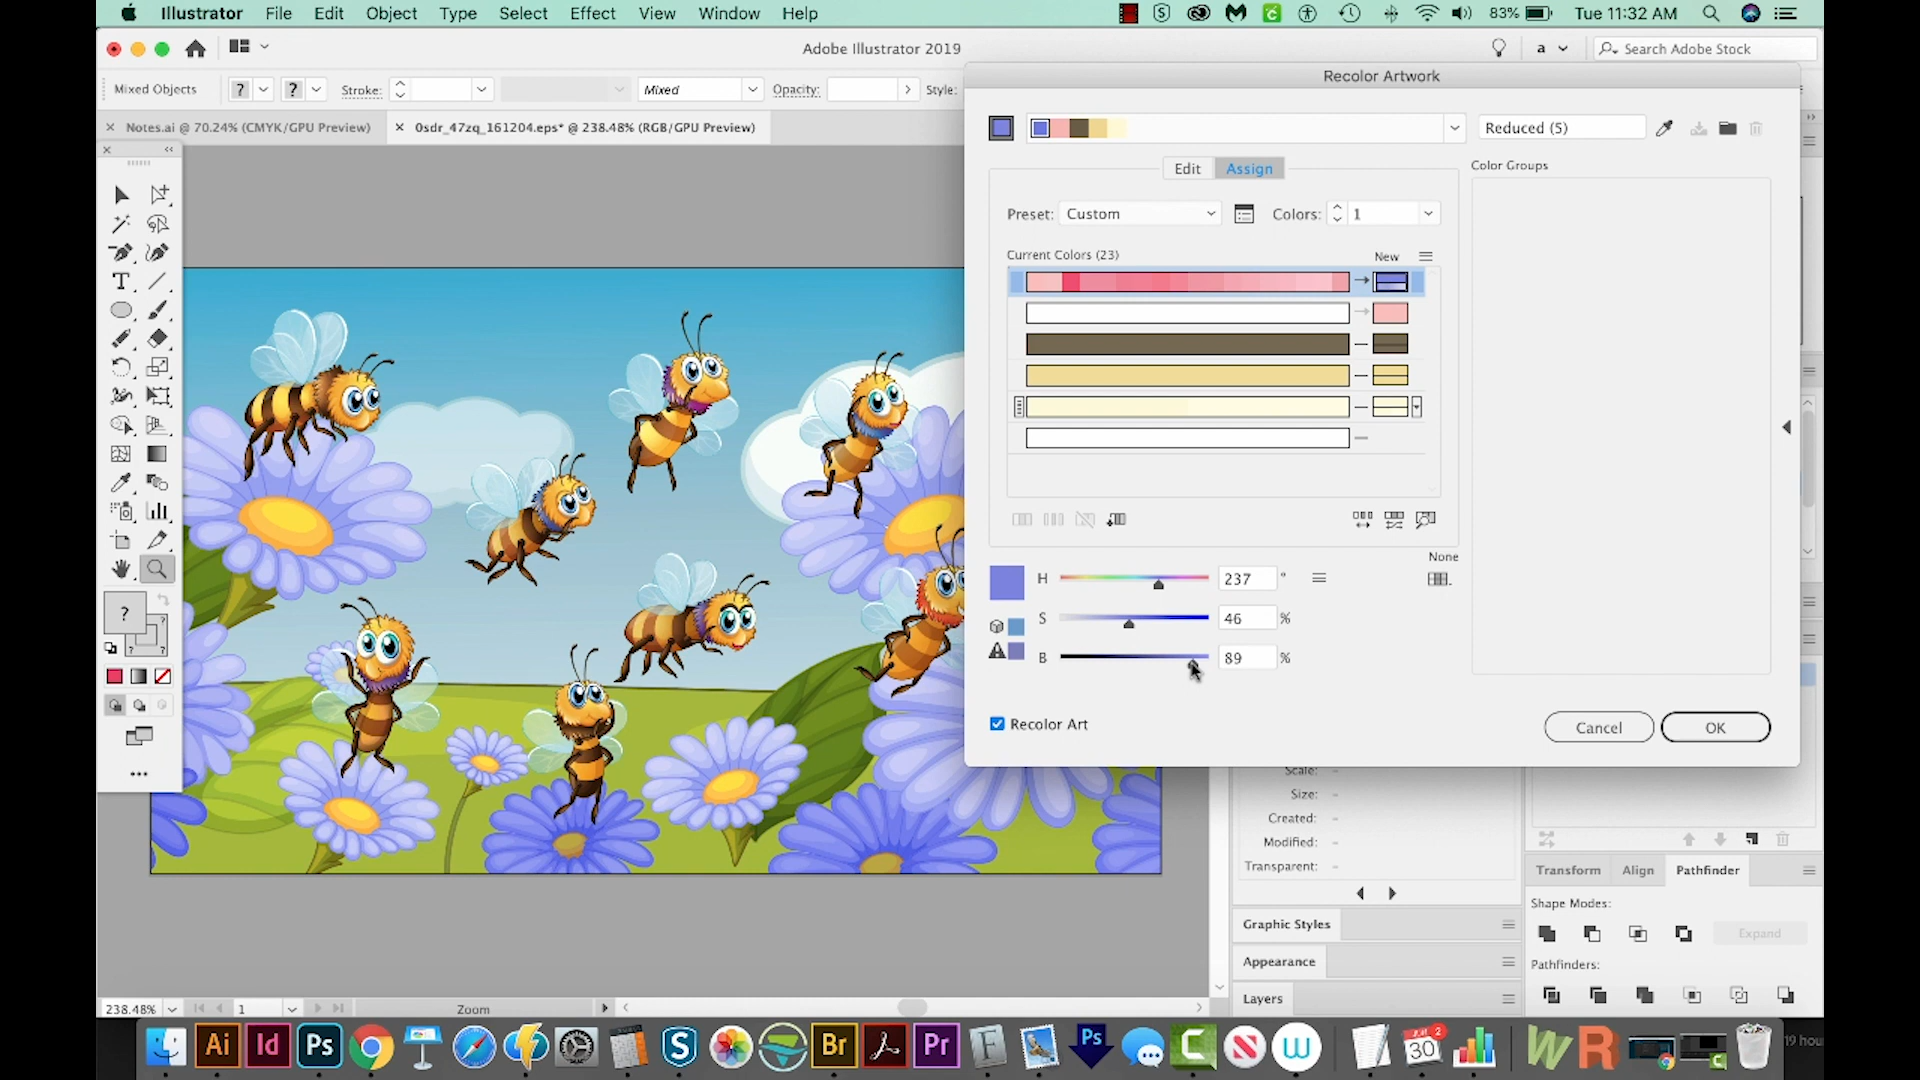 Illustrator File Edit Object Type Select Effect View Window Help 83% Tue 11:32 AM
Adobe Illustrator 2019 a Search Adobe Stock
Mixed Objects ? ? Stroke: Mixed Opacity: Style:
Recolor Artwork
× Notes.ai @ 70.24% (CMYK/GPU Preview) × 0sdr_47zq_161204.eps* @ 238.48% (RGB/GPU Preview)
Reduced (5)
Color Groups
Edit Assign
Preset: Custom Colors: 1
Current Colors (23) New
None
H 237 °
S 46 %
B 89 %
Recolor Art
Cancel OK
?
Scale:
Size: -
Created: -
Modified: -
Transparent: -
Transform Align Pathfinder
Shape Modes:
Expand
Pathfinders:
Graphic Styles
Appearance
Layers
238.48% 1 Zoom
Ai Id Ps Br Pr Ps 30
19 hou